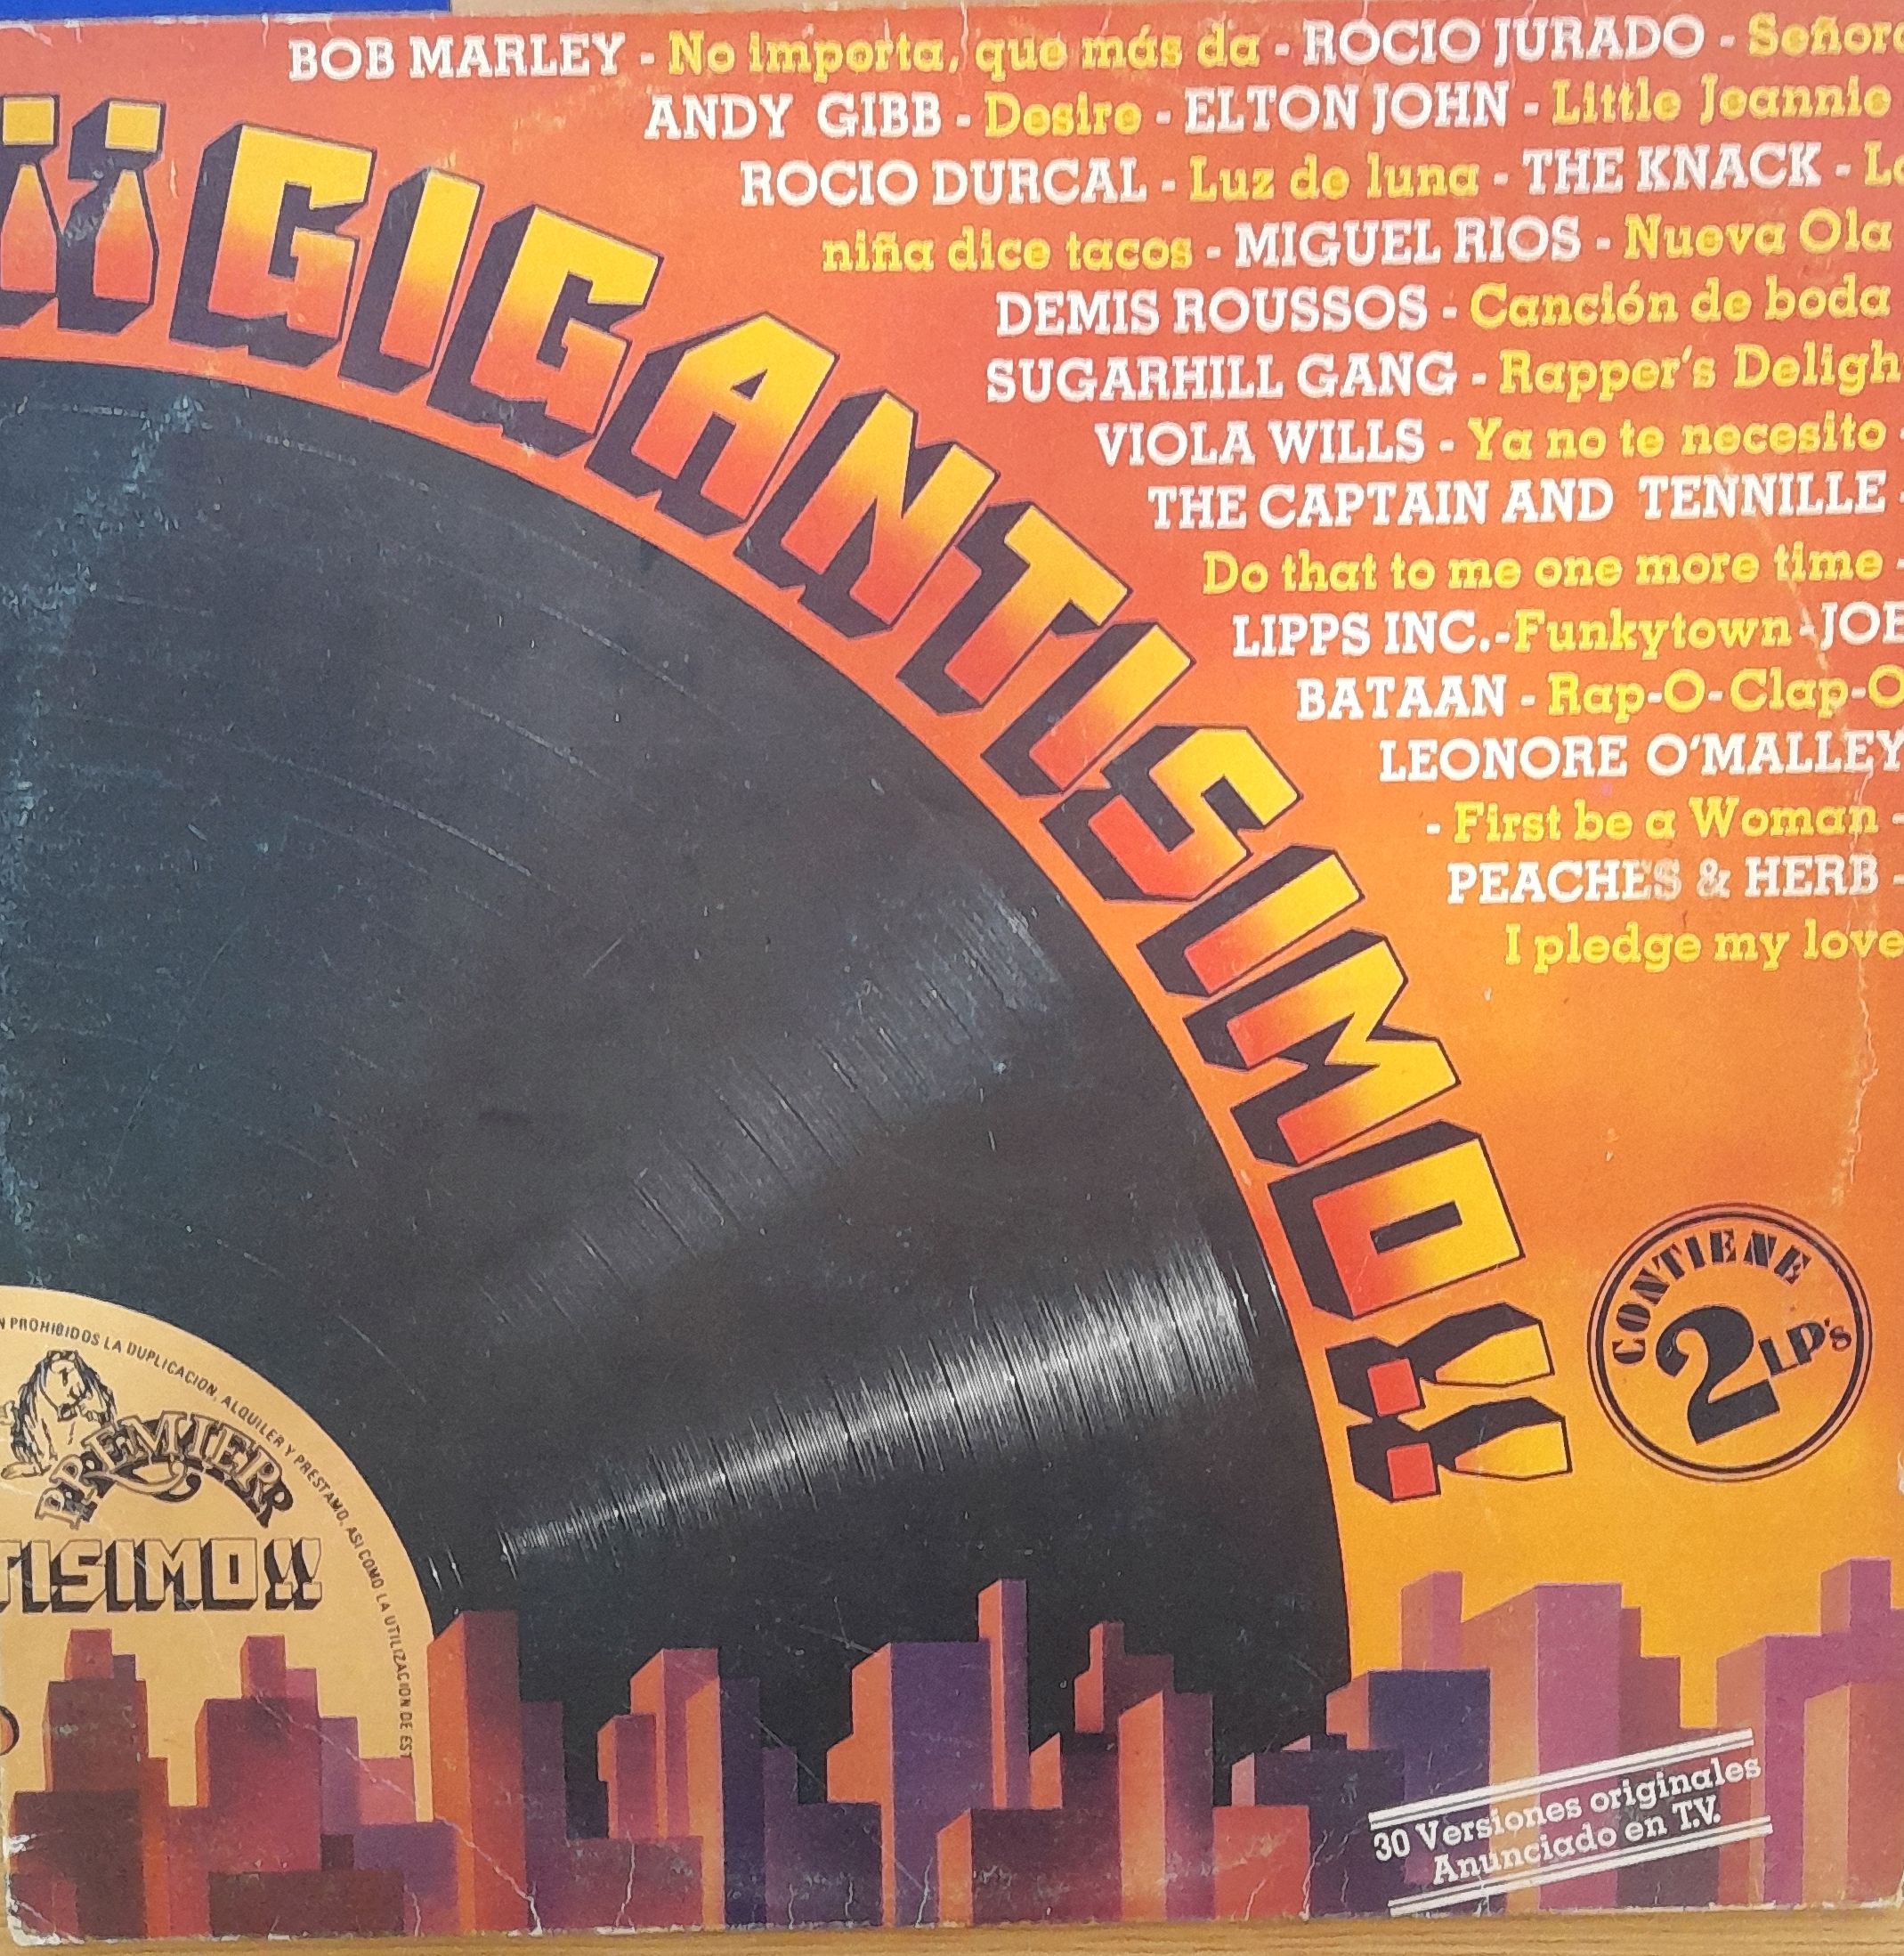 BOB MARLEY - No importa, que más da - ROCIO JURADO - Señora
ANDY GIBB - Desire - ELTON JOHN - Little Jeannie
ROCIO DURCAL - Luz de luna - THE KNACK - La
niña dice tacos - MIGUEL RIOS - Nueva Ola
DEMIS ROUSSOS - Canción de boda
SUGARHILL GANG - Rapper's Deligh
VIOLA WILLS - Ya no te necesito -
THE CAPTAIN AND TENNILLE
Do that to me one more time -
LIPPS INC.-Funkytown-JOE
BATAAN - Rap-O-Clap-O
LEONORE O'MALLEY
- First be a Woman -
PEACHES & HERB -
I pledge my love
¡¡GIGANTISIMO!!
CONTIENE
2 LP's
N PROHIBIDOS LA DUPLICACION, ALQUILER Y PRESTAMO, ASI COMO LA UTILIZACION DE EST
PREMIER
TISIMO!!
30 Versiones originales
Anunciado en T.V.